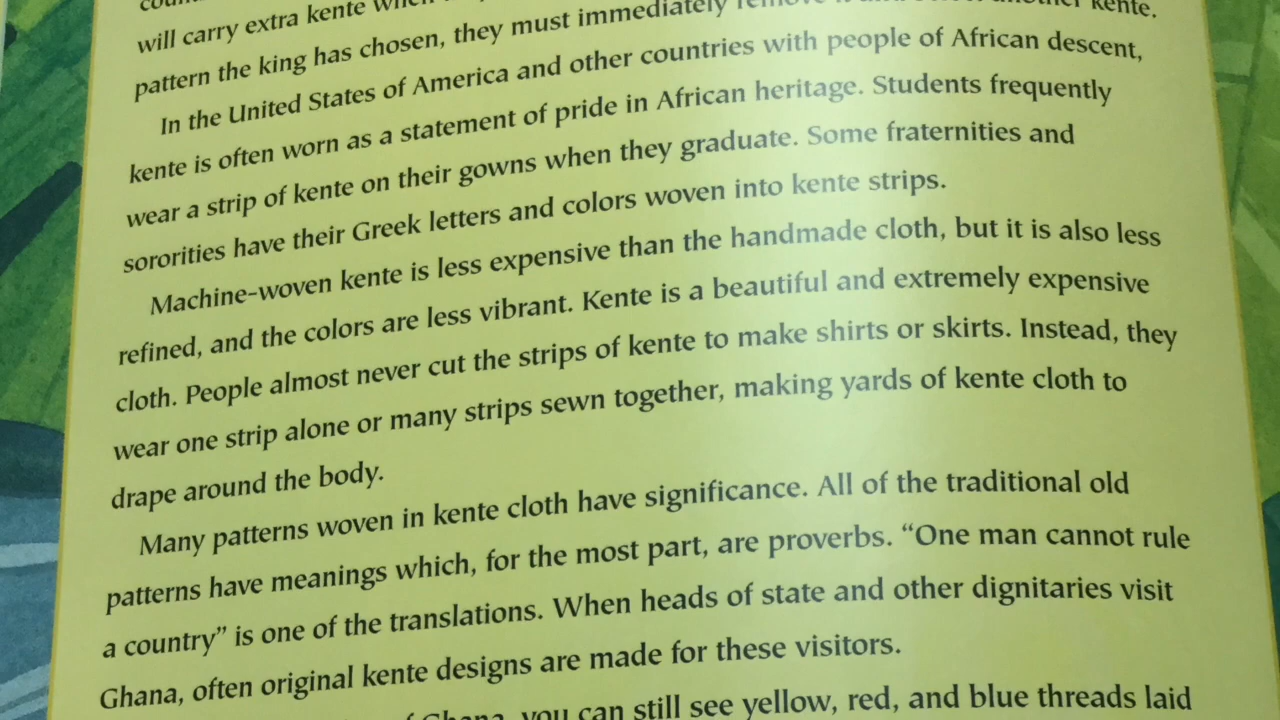 will carry extra kente
pattern the king has chosen, they must immediately kente.
In the United States of America and other countries with people of African descent,
kente is often worn as a statement of pride in African heritage. Students frequently
wear a strip of kente on their gowns when they graduate. Some fraternities and
sororities have their Greek letters and colors woven into kente strips.
Machine-woven kente is less expensive than the handmade cloth, but it is also less
refined, and the colors are less vibrant. Kente is a beautiful and extremely expensive
cloth. People almost never cut the strips of kente to make shirts or skirts. Instead, they
wear one strip alone or many strips sewn together, making yards of kente cloth to
drape around the body.
Many patterns woven in kente cloth have significance. All of the traditional old
patterns have meanings which, for the most part, are proverbs. “One man cannot rule
a country” is one of the translations. When heads of state and other dignitaries visit
Ghana, often original kente designs are made for these visitors.
you can still see yellow, red, and blue threads laid